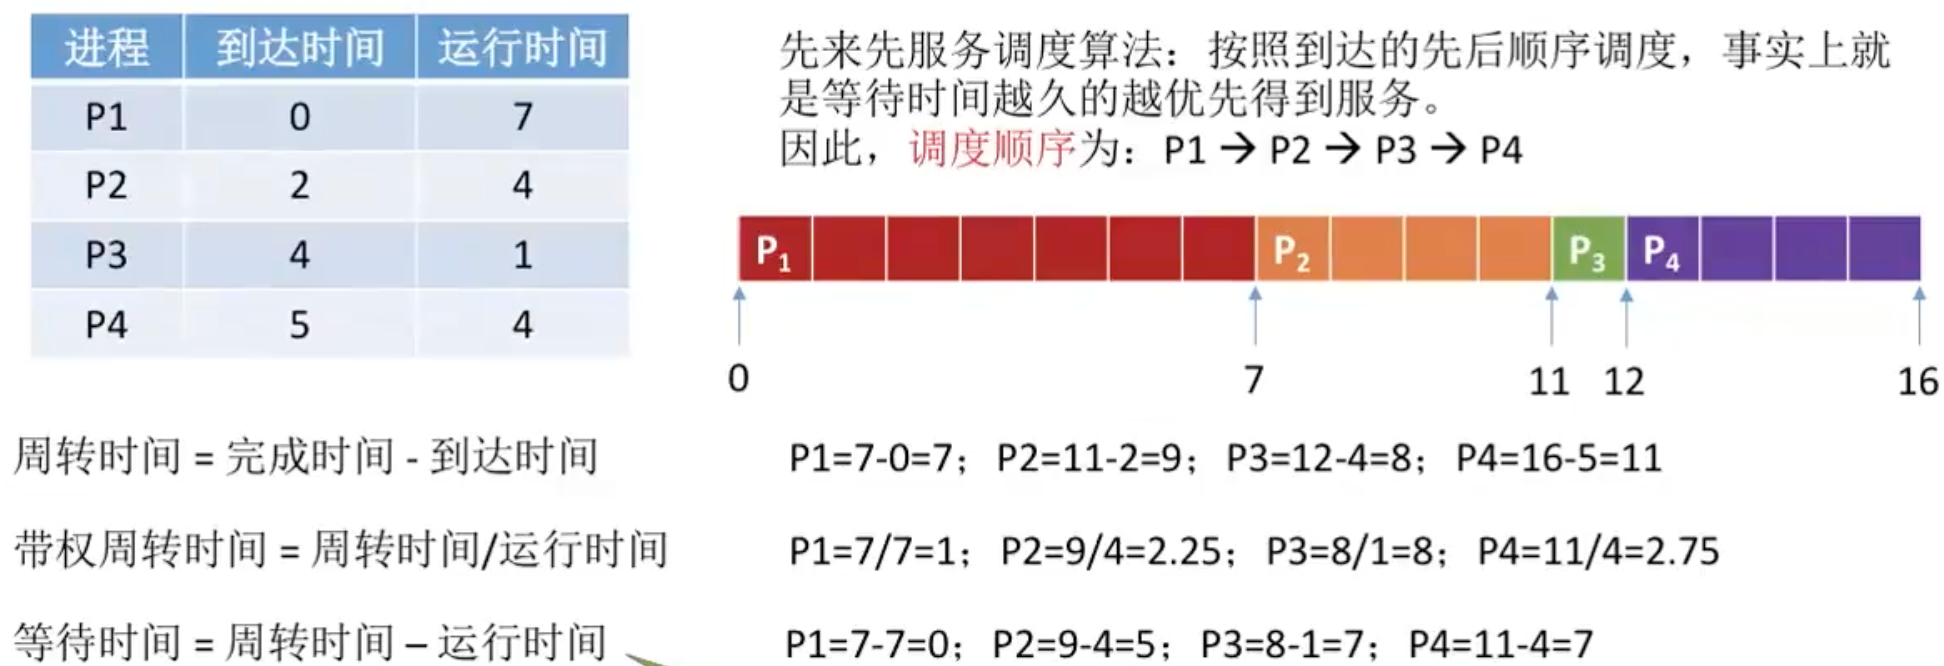 进程 到达时间 运行时间
P1 0 7
P2 2 4
P3 4 1
P4 5 4
先来先服务调度算法：按照到达的先后顺序调度，事实上就
是等待时间越久的越优先得到服务。
因此，调度顺序为：P1 → P2 → P3 → P4
P1 P2 P3 P4
0 7 11 12 16
周转时间 = 完成时间 - 到达时间
P1=7-0=7；P2=11-2=9；P3=12-4=8；P4=16-5=11
带权周转时间 = 周转时间/运行时间
P1=7/7=1；P2=9/4=2.25；P3=8/1=8；P4=11/4=2.75
等待时间 = 周转时间 – 运行时间
P1=7-7=0；P2=9-4=5；P3=8-1=7；P4=11-4=7